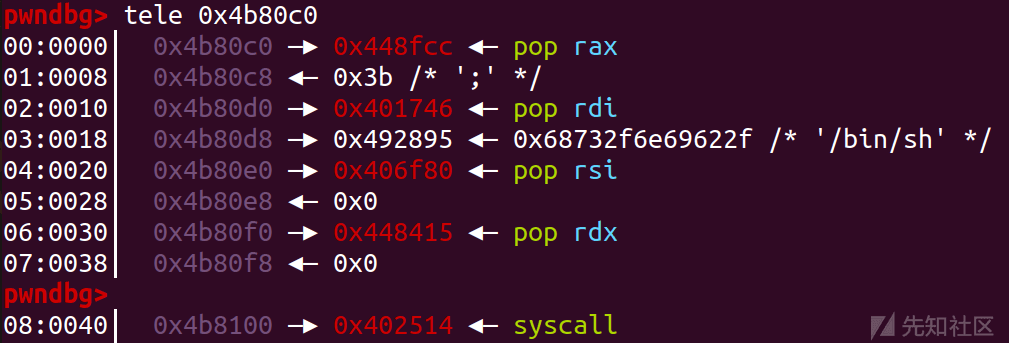 pwndbg> tele 0x4b80c0
00:0000│ 0x4b80c0 —▸ 0x448fcc ◂— pop rax
01:0008│ 0x4b80c8 ◂— 0x3b /* ';' */
02:0010│ 0x4b80d0 —▸ 0x401746 ◂— pop rdi
03:0018│ 0x4b80d8 —▸ 0x492895 ◂— 0x68732f6e69622f /* '/bin/sh' */
04:0020│ 0x4b80e0 —▸ 0x406f80 ◂— pop rsi
05:0028│ 0x4b80e8 ◂— 0x0
06:0030│ 0x4b80f0 —▸ 0x448415 ◂— pop rdx
07:0038│ 0x4b80f8 ◂— 0x0
pwndbg>
08:0040│ 0x4b8100 —▸ 0x402514 ◂— syscall
先知社区